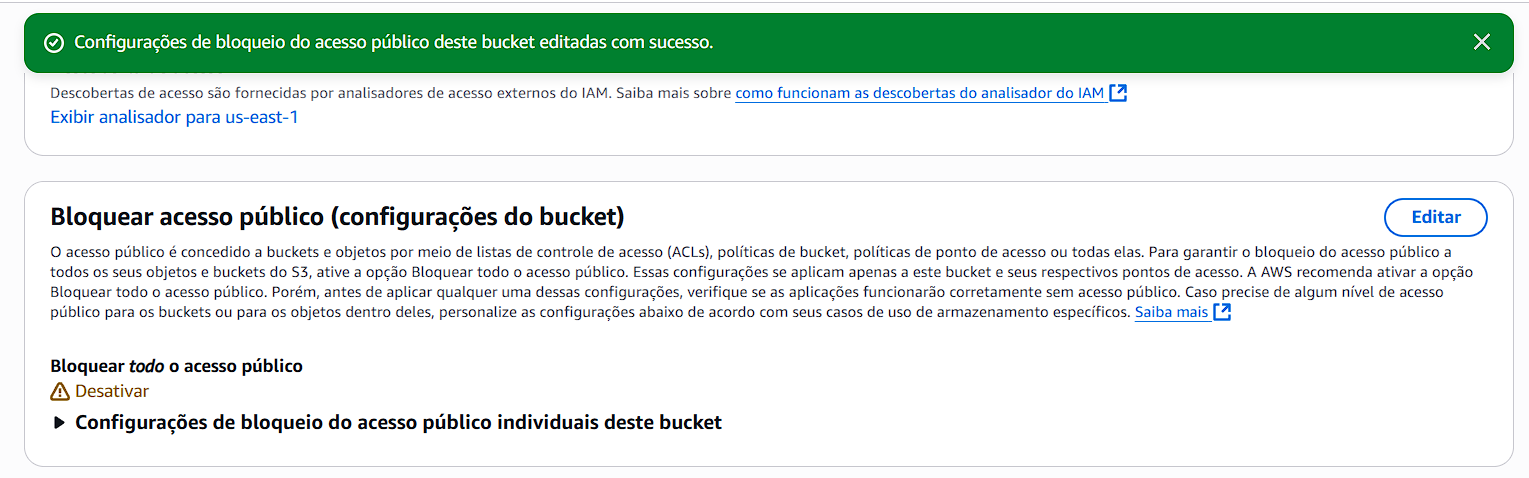 Configurações de bloqueio do acesso público deste bucket editadas com sucesso.
Descobertas de acesso são fornecidas por analisadores de acesso externos do IAM. Saiba mais sobre como funcionam as descobertas do analisador do IAM
Exibir analisador para us-east-1
Bloquear acesso público (configurações do bucket)
Editar
O acesso público é concedido a buckets e objetos por meio de listas de controle de acesso (ACLs), políticas de bucket, políticas de ponto de acesso ou todas elas. Para garantir o bloqueio do acesso público a
todos os seus objetos e buckets do S3, ative a opção Bloquear todo o acesso público. Essas configurações se aplicam apenas a este bucket e seus respectivos pontos de acesso. A AWS recomenda ativar a opção
Bloquear todo o acesso público. Porém, antes de aplicar qualquer uma dessas configurações, verifique se as aplicações funcionarão corretamente sem acesso público. Caso precise de algum nível de acesso
público para os buckets ou para os objetos dentro deles, personalize as configurações abaixo de acordo com seus casos de uso de armazenamento específicos. Saiba mais
Bloquear todo o acesso público
Desativar
Configurações de bloqueio do acesso público individuais deste bucket